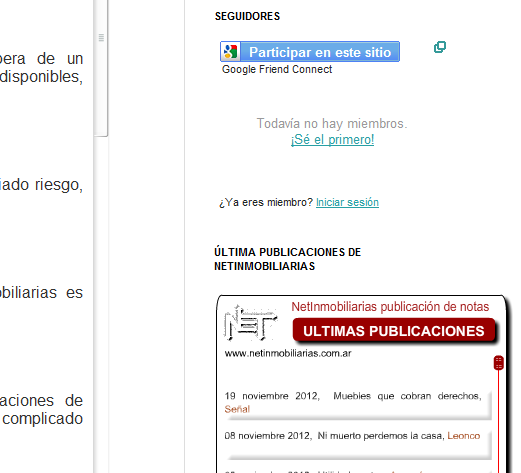 pera de un
disponibles,
iado riesgo,
obiliarias es
aciones de
complicado
SEGUIDORES
Participar en este sitio
Google Friend Connect
Todavía no hay miembros.
¡Sé el primero!
¿Ya eres miembro? Iniciar sesión
ÚLTIMA PUBLICACIONES DE
NETINMOBILIARIAS
NET
NetInmobiliarias publicación de notas
ULTIMAS PUBLICACIONES
www.netinmobiliarias.com.ar
19 noviembre 2012, Muebles que cobran derechos,
Señal
08 noviembre 2012, Ni muerto perdemos la casa, Leonco